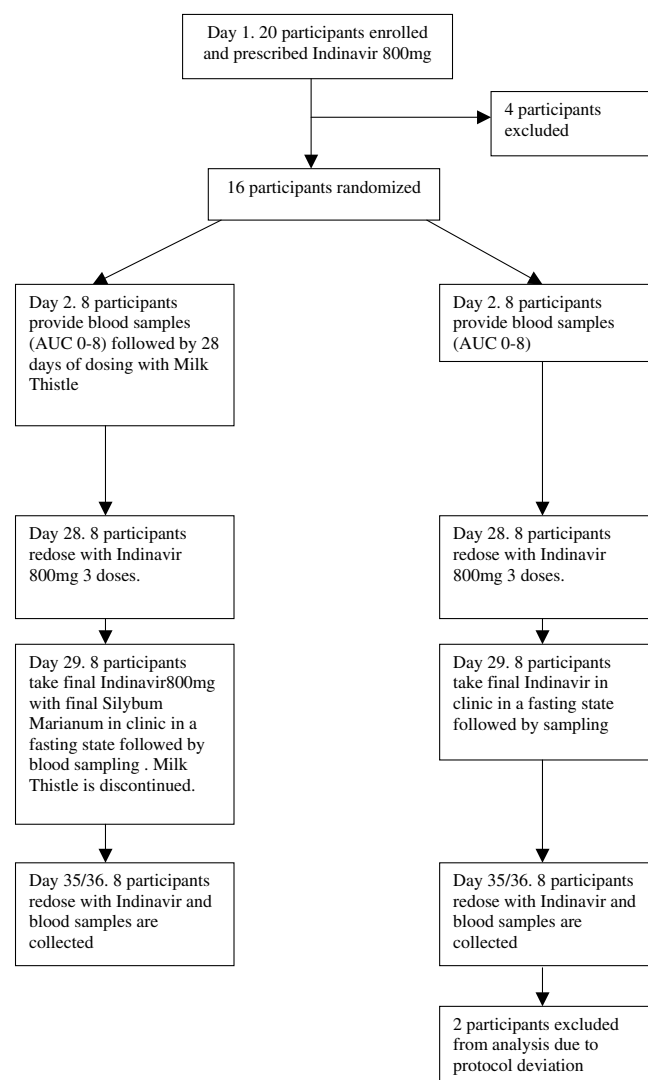 Day 1. 20 participants enrolled
and prescribed Indinavir 800mg
4 participants
excluded
16 participants randomized
Day 2. 8 participants
provide blood samples
(AUC 0-8) followed by 28
days of dosing with Milk
Thistle
Day 2. 8 participants
provide blood samples
(AUC 0-8)
Day 28. 8 participants
redose with Indinavir
800mg 3 doses.
Day 28. 8 participants
redose with Indinavir
800mg 3 doses.
Day 29. 8 participants
take final Indinavir800mg
with final Silybum
Marianum in clinic in a
fasting state followed by
blood sampling . Milk
Thistle is discontinued.
Day 29. 8 participants
take final Indinavir in
clinic in a fasting state
followed by sampling
Day 35/36. 8 participants
redose with Indinavir and
blood samples are
collected
Day 35/36. 8 participants
redose with Indinavir and
blood samples are
collected
2 participants excluded
from analysis due to
protocol deviation